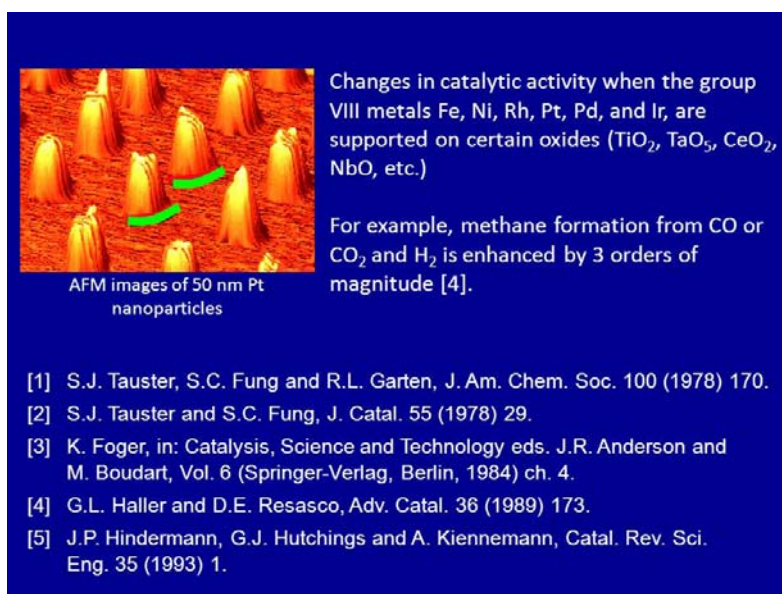 Changes in catalytic activity when the group
VIII metals Fe, Ni, Rh, Pt, Pd, and Ir, are
supported on certain oxides (TiO₂, TaO₅, CeO₂,
NbO, etc.)
For example, methane formation from CO or
CO₂ and H₂ is enhanced by 3 orders of
magnitude [4].
AFM images of 50 nm Pt
nanoparticles
[1] S.J. Tauster, S.C. Fung and R.L. Garten, J. Am. Chem. Soc. 100 (1978) 170.
[2] S.J. Tauster and S.C. Fung, J. Catal. 55 (1978) 29.
[3] K. Foger, in: Catalysis, Science and Technology eds. J.R. Anderson and
M. Boudart, Vol. 6 (Springer-Verlag, Berlin, 1984) ch. 4.
[4] G.L. Haller and D.E. Resasco, Adv. Catal. 36 (1989) 173.
[5] J.P. Hindermann, G.J. Hutchings and A. Kiennemann, Catal. Rev. Sci.
Eng. 35 (1993) 1.